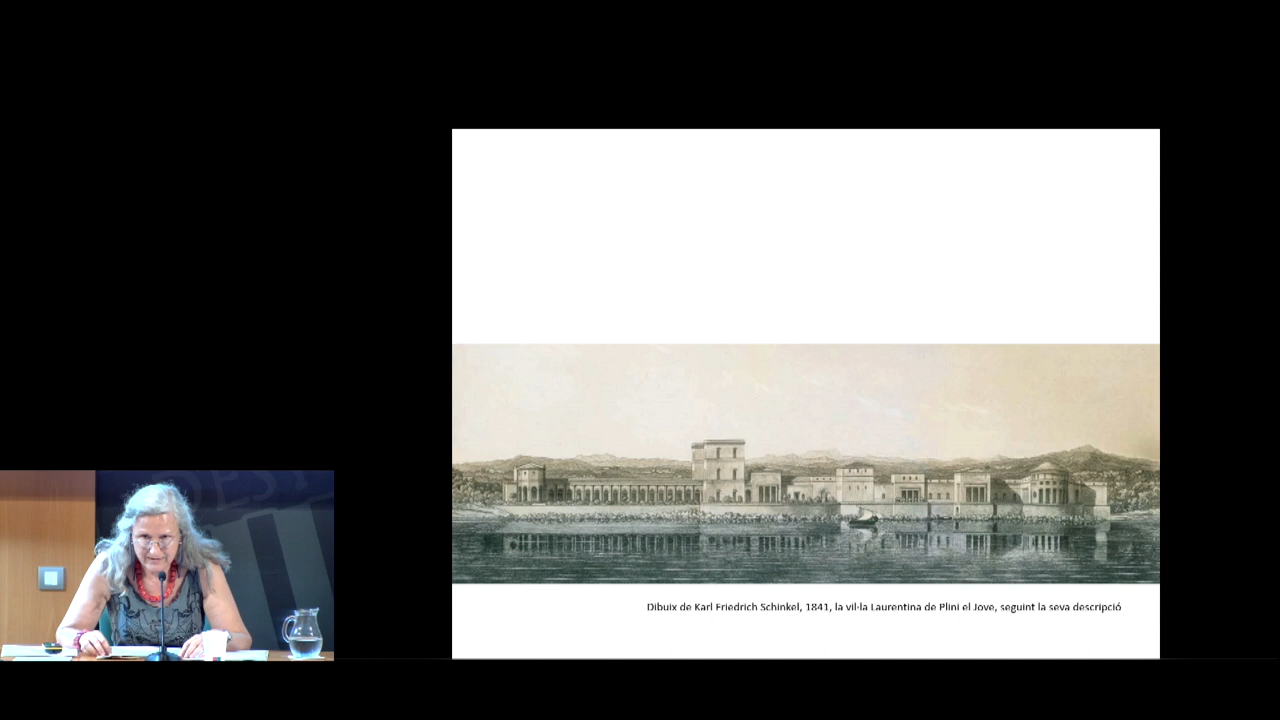 Dibuix de Karl Friedrich Schinkel, 1841, la vil·la Laurentina de Plini el Jove, seguint la seva descripció